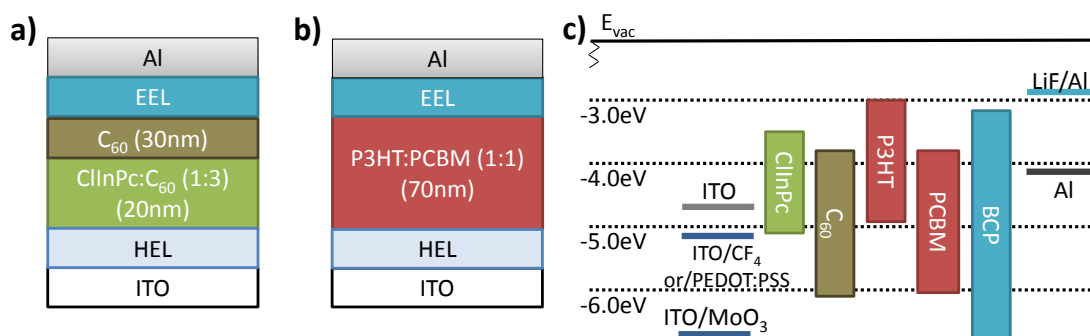 a)
Al
EEL
C₆₀ (30nm)
ClInPc:C₆₀ (1:3)
(20nm)
HEL
ITO
b)
Al
EEL
P3HT:PCBM (1:1)
(70nm)
HEL
ITO
c)
Evac
LiF/Al
-3.0eV
P3HT
ClInPc
-4.0eV
C₆₀
PCBM
BCP
ITO
Al
-5.0eV
ITO/CF₄
or/PEDOT:PSS
-6.0eV
ITO/MoO₃